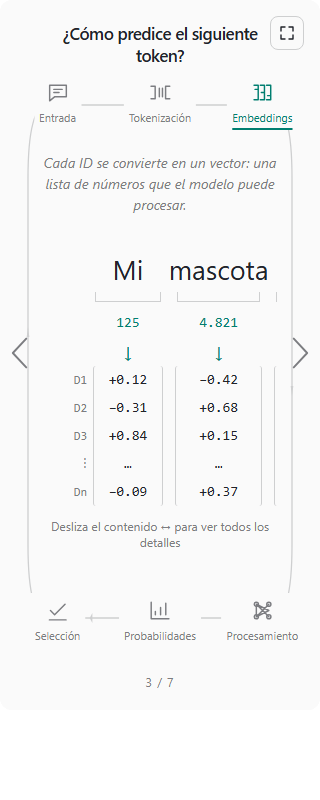 ¿Cómo predice el siguiente
token?
Entrada
Tokenización
Embeddings
Cada ID se convierte en un vector: una
lista de números que el modelo puede
procesar.
Mi mascota
125 4.821
↓ ↓
D1 +0.12 −0.42
D2 −0.31 +0.68
D3 +0.84 +0.15
⋮ … …
Dn −0.09 +0.37
Desliza el contenido ↔ para ver todos los
detalles
Selección
Probabilidades
Procesamiento
3 / 7